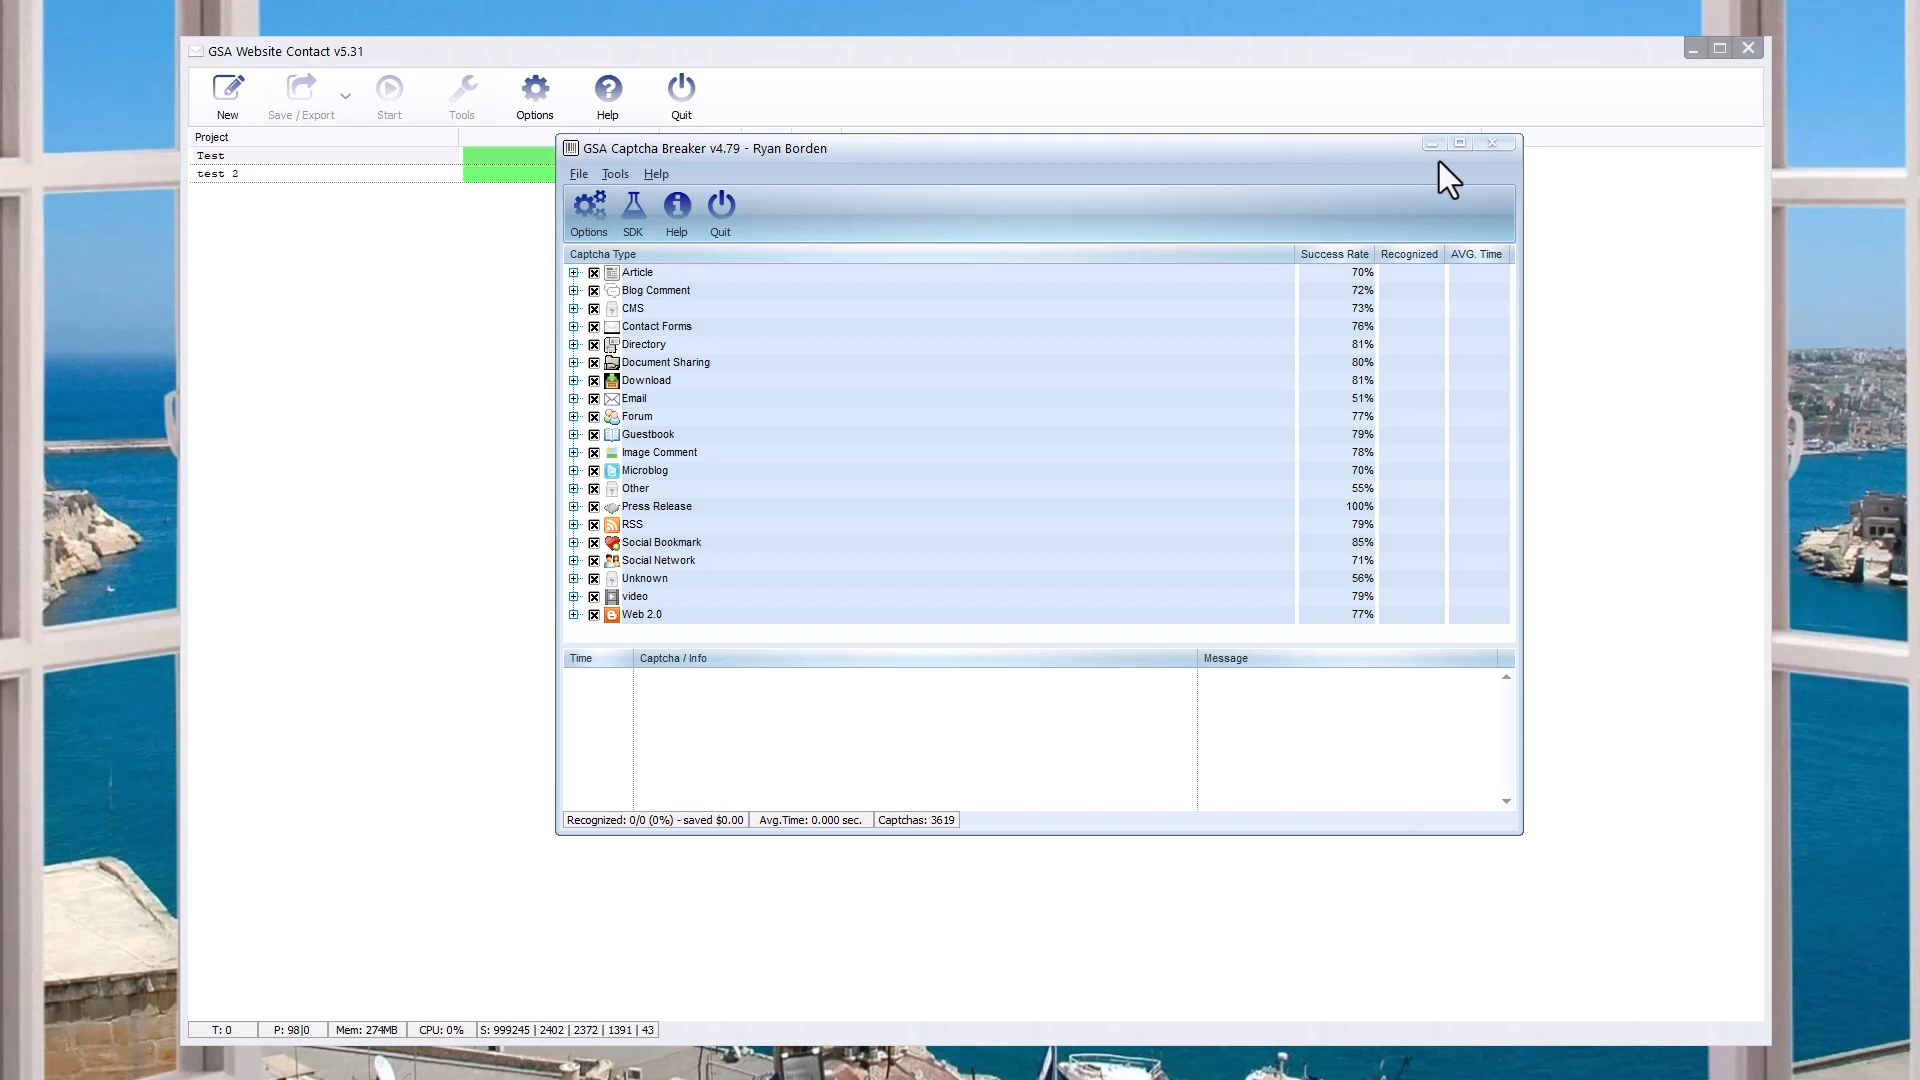 GSA Website Contact v5.31
New Save / Export Start Tools Options Help Quit
Project
Test
test 2
GSA Captcha Breaker v4.79 - Ryan Borden
File Tools Help
Options SDK Help Quit
Captcha Type Success Rate Recognized AVG. Time
Article 70%
Blog Comment 72%
CMS 73%
Contact Forms 76%
Directory 81%
Document Sharing 80%
Download 81%
Email 51%
Forum 77%
Guestbook 79%
Image Comment 78%
Microblog 70%
Other 55%
Press Release 100%
RSS 79%
Social Bookmark 85%
Social Network 71%
Unknown 56%
video 79%
Web 2.0 77%
Time Captcha / Info Message
Recognized: 0/0 (0%) - saved $0.00 Avg.Time: 0.000 sec. Captchas: 3619
T: 0 P: 98|0 Mem: 274MB CPU: 0% S: 999245 | 2402 | 2372 | 1391 | 43